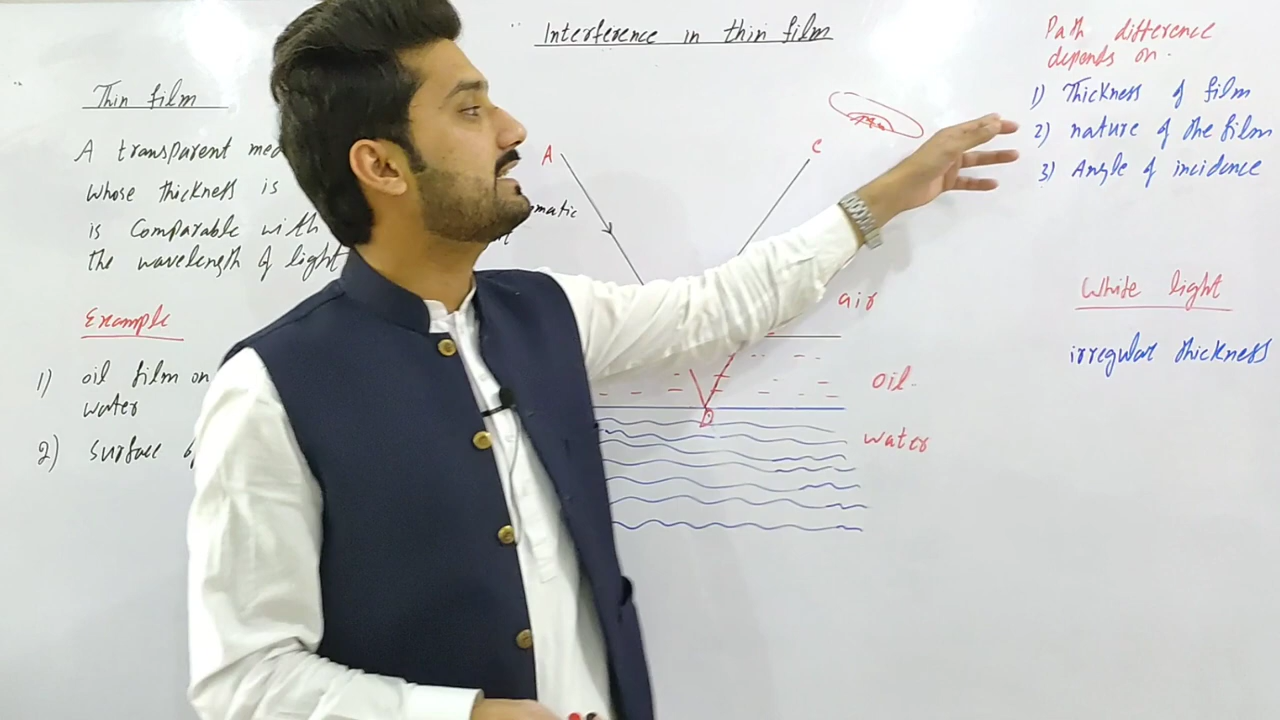 Interference in thin film
Thin film
A transparent med
whose thickness is
is comparable with
the wavelength of light
Example
1) oil film on
water
2) surface of
matic
A
C
D
air
oil.
water
Path difference
depends on.
1) Thickness of film
2) nature of the film
3) Angle of incidence
White light
irregular thickness